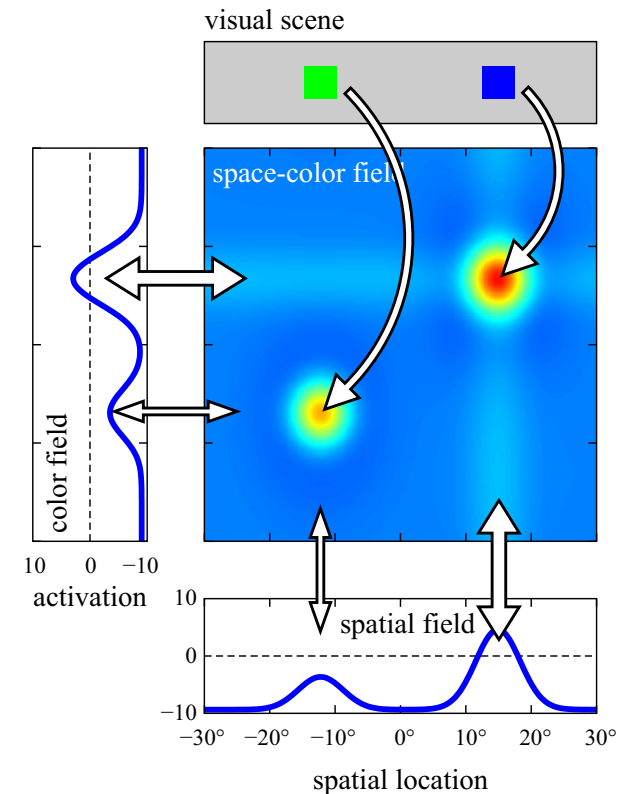 visual scene
space-color field
color field
10 0 −10
activation
10
0
−10
spatial field
−30° −20° −10° 0° 10° 20° 30°
spatial location